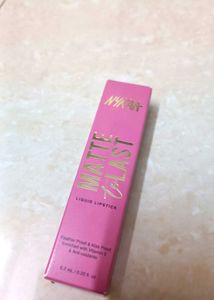 NYKAA
MATTE
to LAST
LIQUID LIPSTICK
Feather Proof & Kiss Proof
Enriched with Vitamin E
& Anti-oxidants